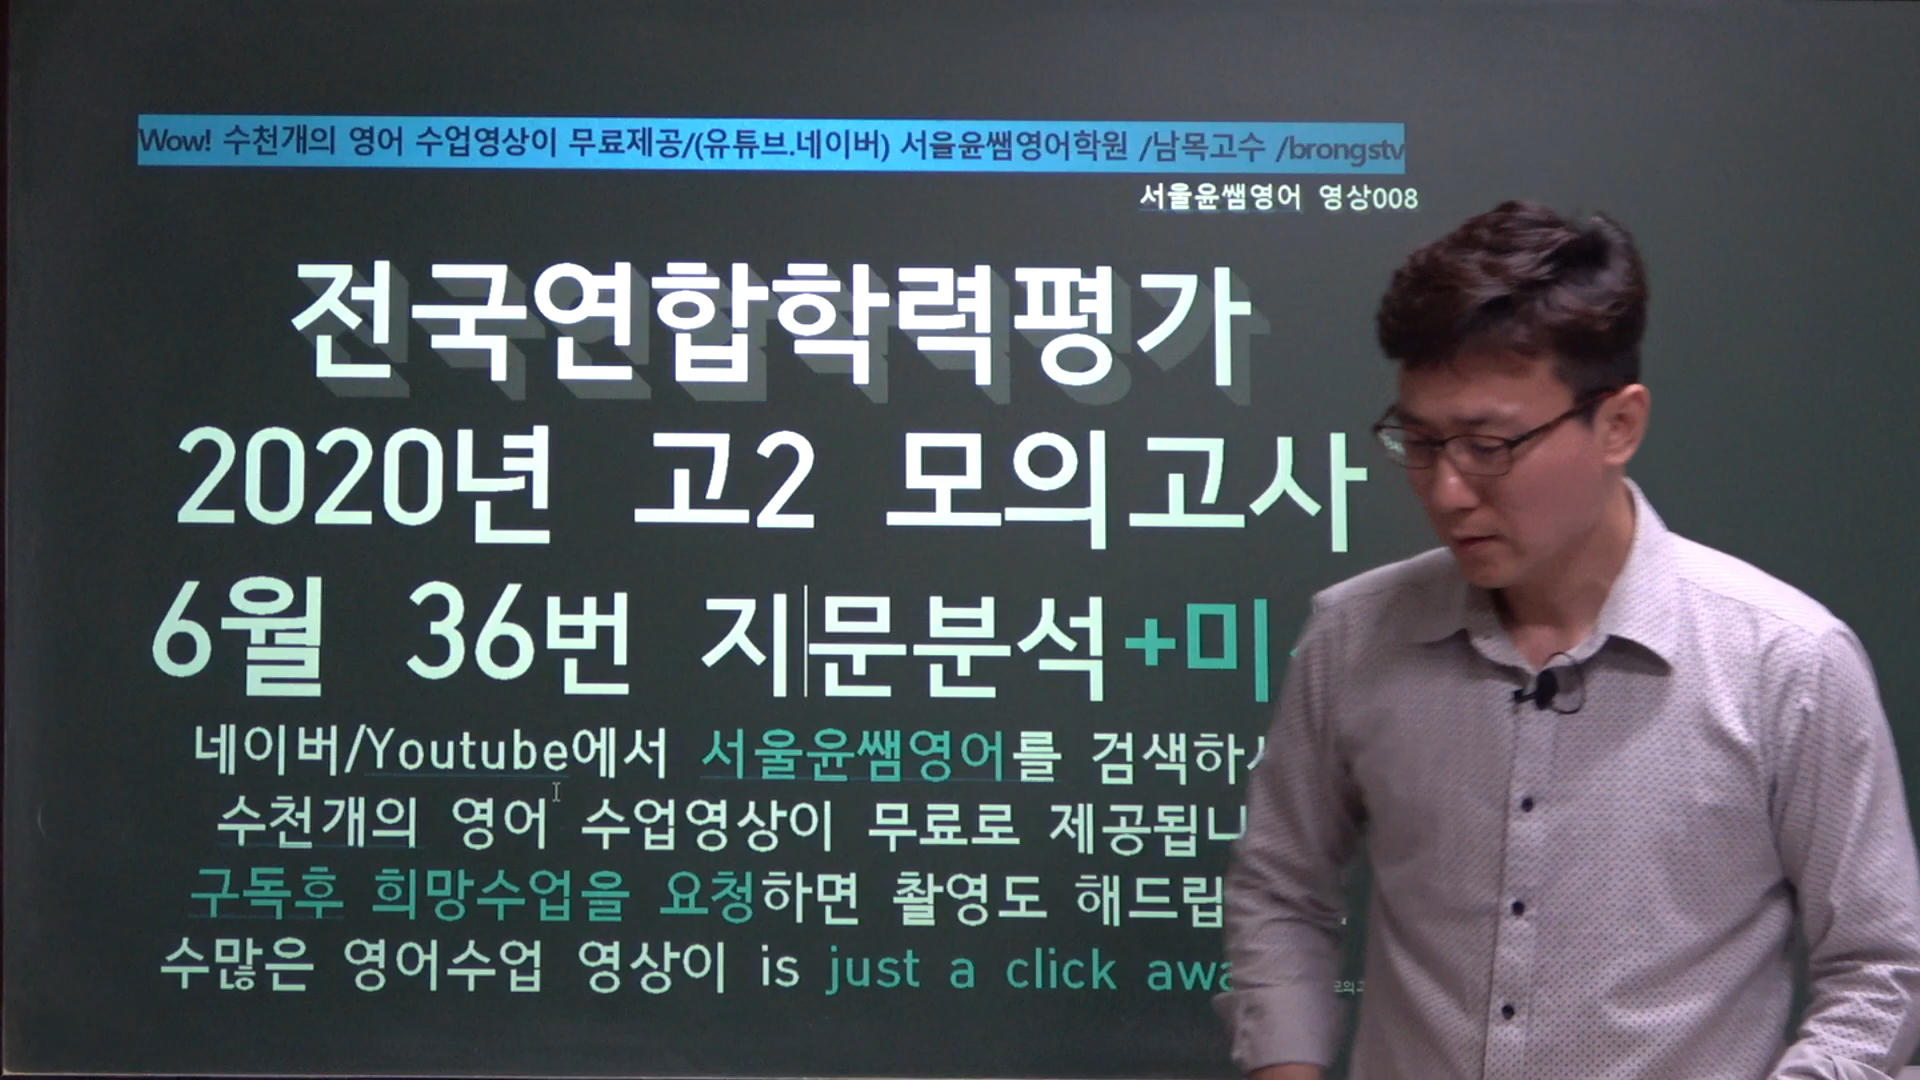 Wow! 수천개의 영어 수업영상이 무료제공/(유튜브.네이버) 서울윤쌤영어학원 /남목고수 /brongstv
서울윤쌤영어 영상008
전국연합학력평가
2020년 고2 모의고사
6월 36번 지문분석+미
네이버/Youtube에서 서울윤쌤영어를 검색하
수천개의 영어 수업영상이 무료로 제공됩니
구독후 희망수업을 요청하면 촬영도 해드립
수많은 영어수업 영상이 is just a click awa